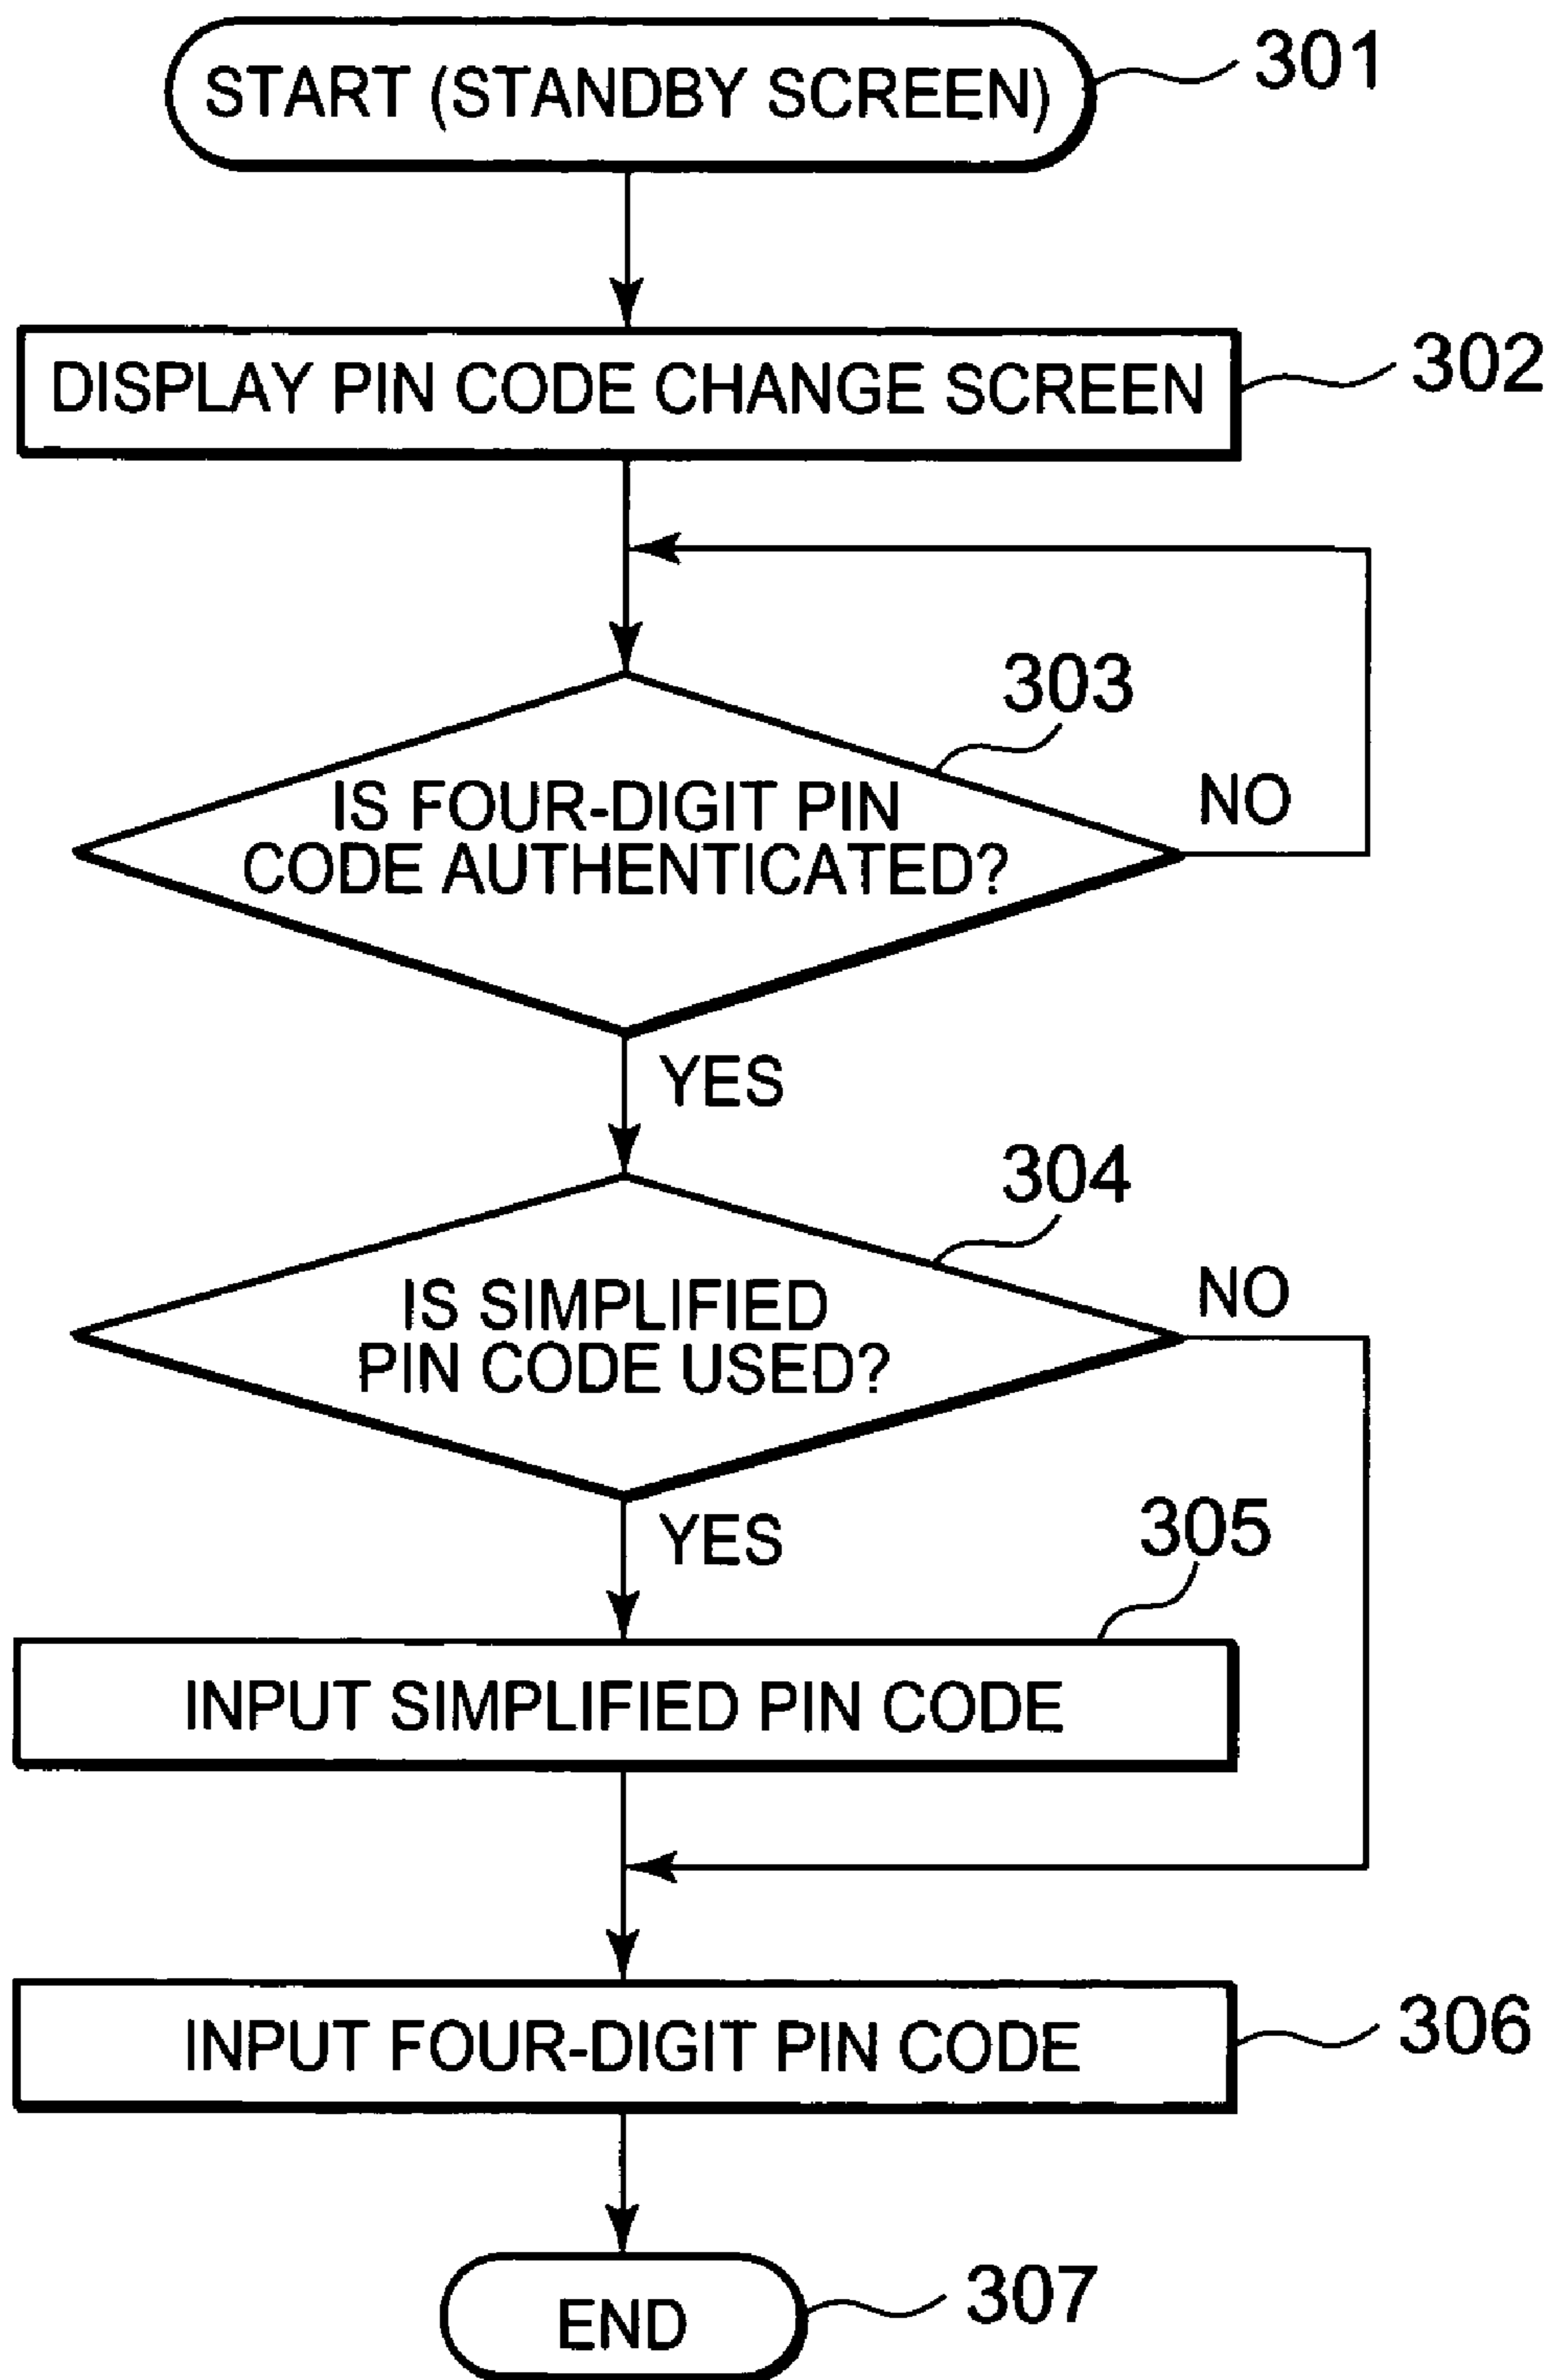 START (STANDBY SCREEN)
301
DISPLAY PIN CODE CHANGE SCREEN
302
303
IS FOUR-DIGIT PIN
CODE AUTHENTICATED?
NO
YES
304
IS SIMPLIFIED
PIN CODE USED?
NO
YES
305
INPUT SIMPLIFIED PIN CODE
INPUT FOUR-DIGIT PIN CODE
306
END
307